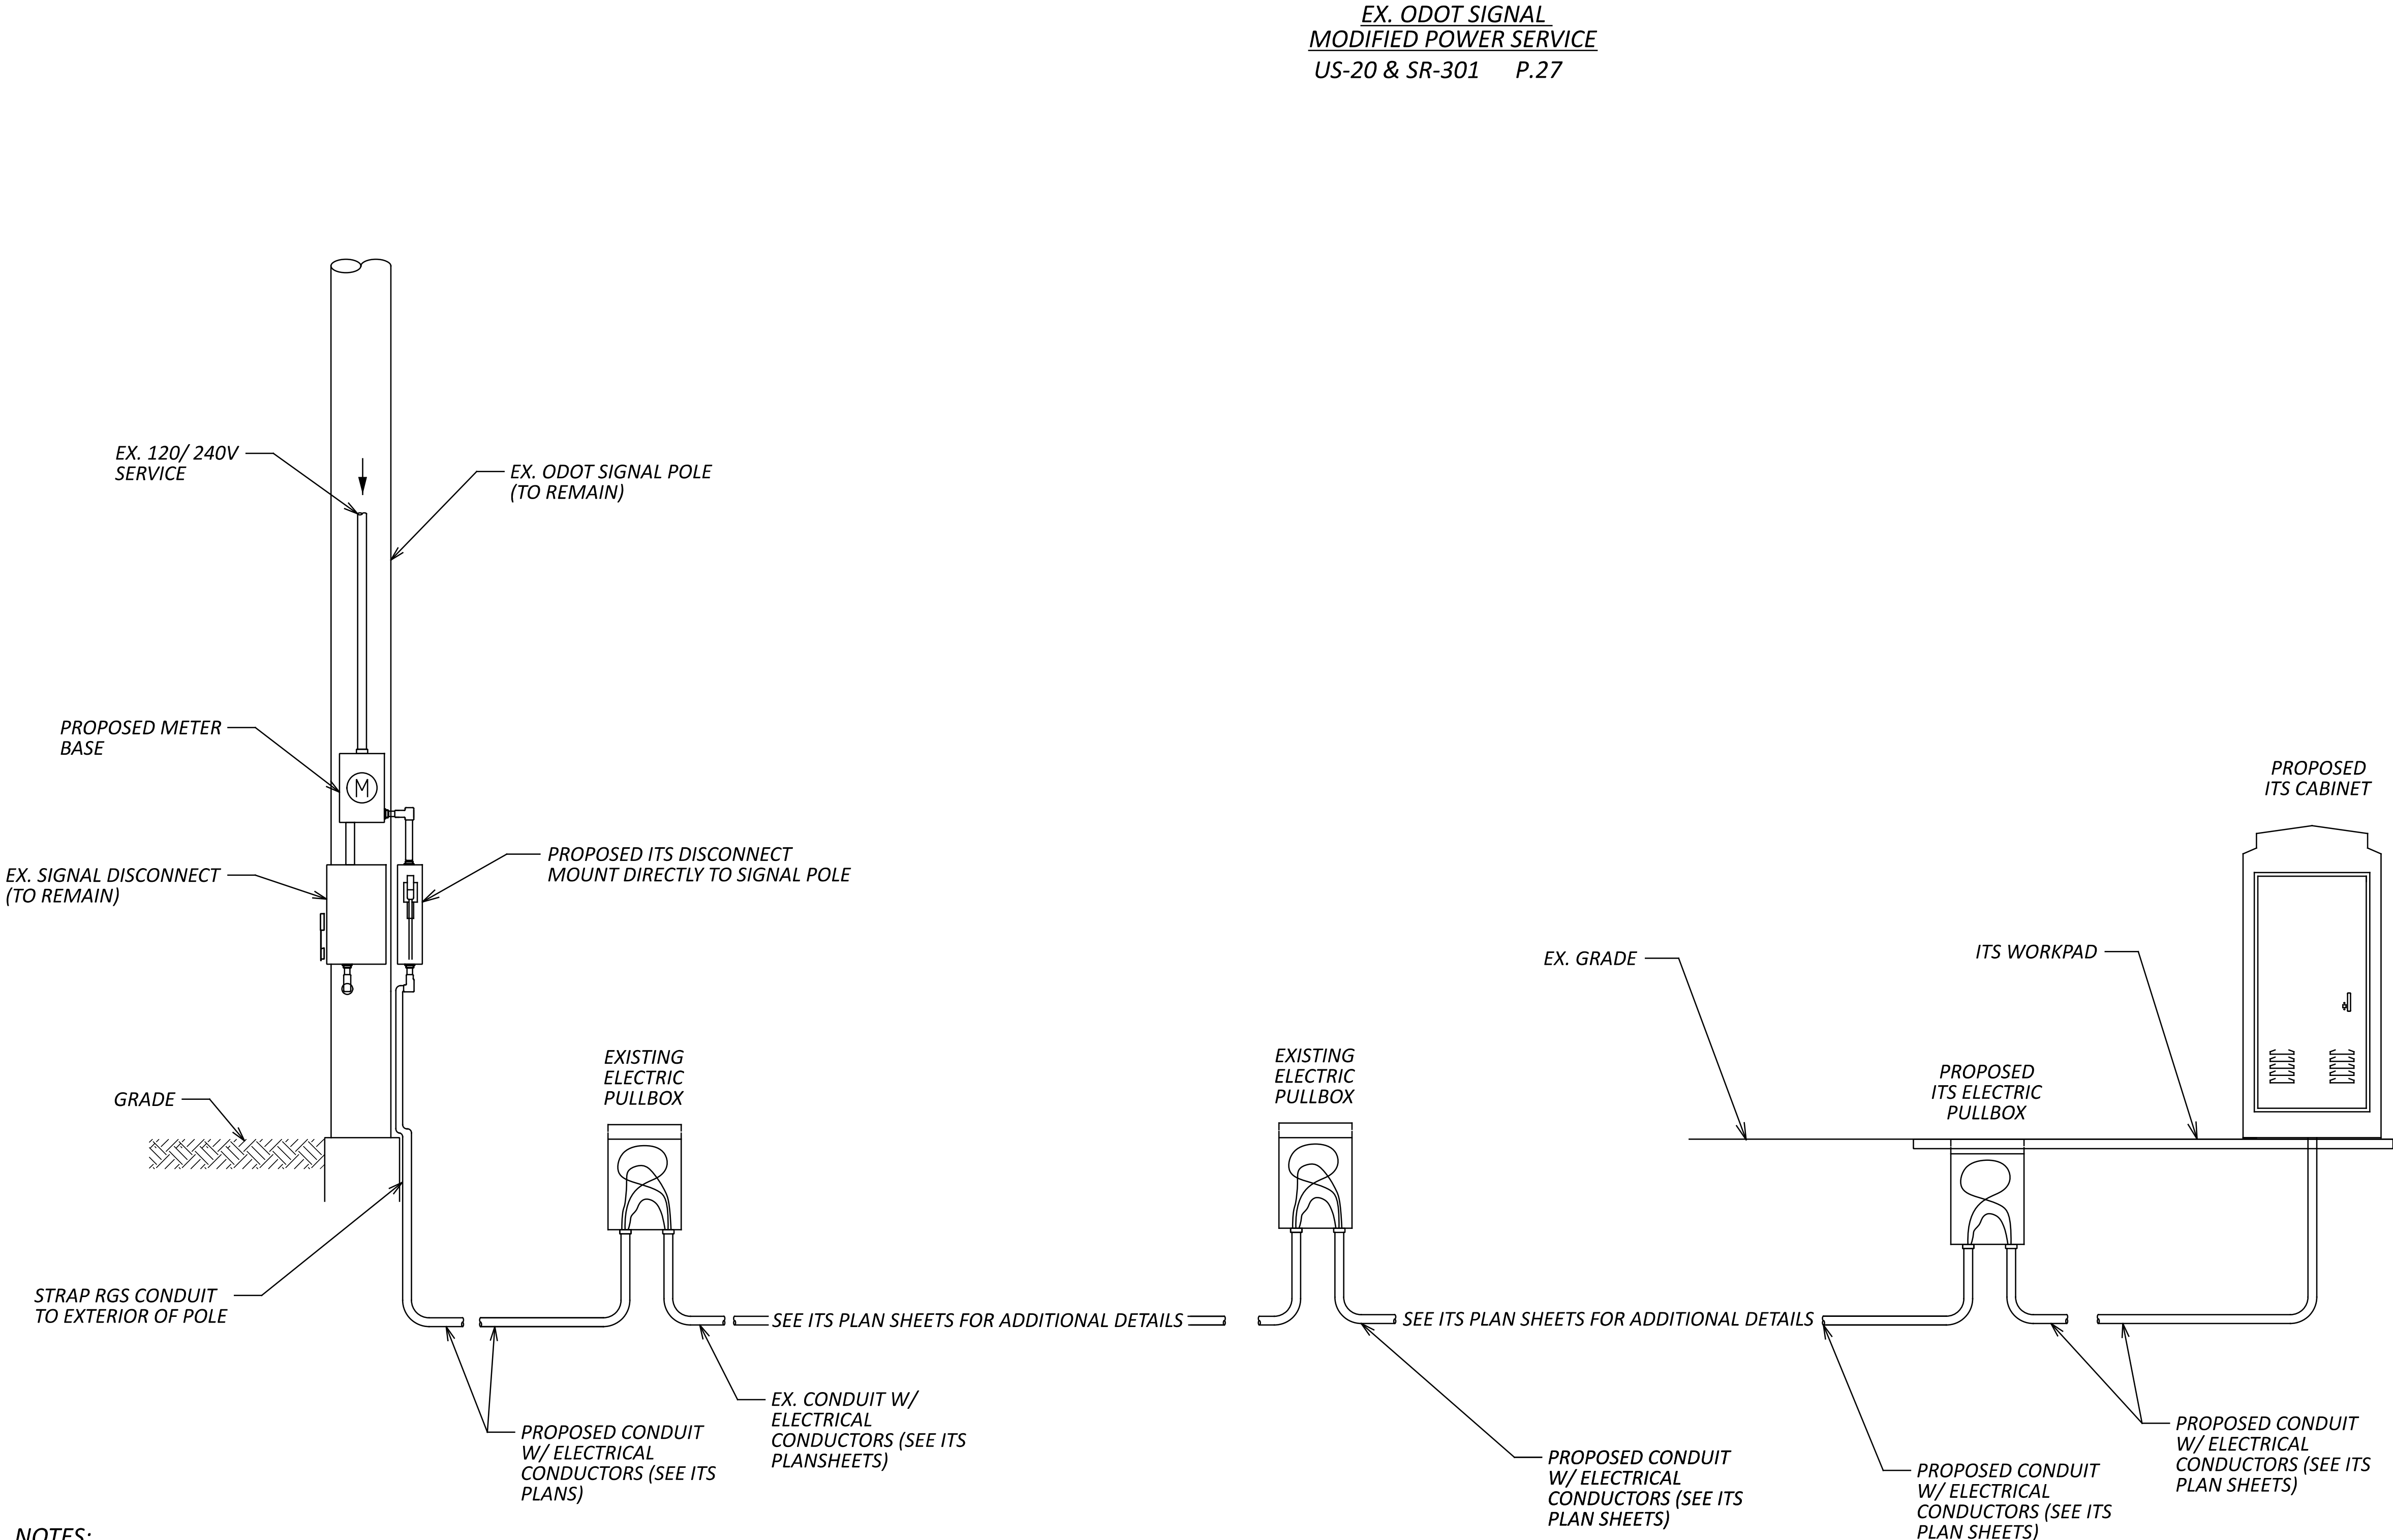 EX. ODOT SIGNAL
MODIFIED POWER SERVICE
US-20 & SR-301 P.27
EX. 120/ 240V
SERVICE
EX. ODOT SIGNAL POLE
(TO REMAIN)
PROPOSED METER
BASE
M
PROPOSED
ITS CABINET
PROPOSED ITS DISCONNECT
MOUNT DIRECTLY TO SIGNAL POLE
EX. SIGNAL DISCONNECT
(TO REMAIN)
EX. GRADE
ITS WORKPAD
EXISTING
ELECTRIC
PULLBOX
EXISTING
ELECTRIC
PULLBOX
PROPOSED
ITS ELECTRIC
PULLBOX
GRADE
STRAP RGS CONDUIT
TO EXTERIOR OF POLE
SEE ITS PLAN SHEETS FOR ADDITIONAL DETAILS
SEE ITS PLAN SHEETS FOR ADDITIONAL DETAILS
PROPOSED CONDUIT
W/ ELECTRICAL
CONDUCTORS (SEE ITS
PLANS)
EX. CONDUIT W/
ELECTRICAL
CONDUCTORS (SEE ITS
PLANSHEETS)
PROPOSED CONDUIT
W/ ELECTRICAL
CONDUCTORS (SEE ITS
PLAN SHEETS)
PROPOSED CONDUIT
W/ ELECTRICAL
CONDUCTORS (SEE ITS
PLAN SHEETS)
PROPOSED CONDUIT
W/ ELECTRICAL
CONDUCTORS (SEE ITS
PLAN SHEETS)
NOTES: